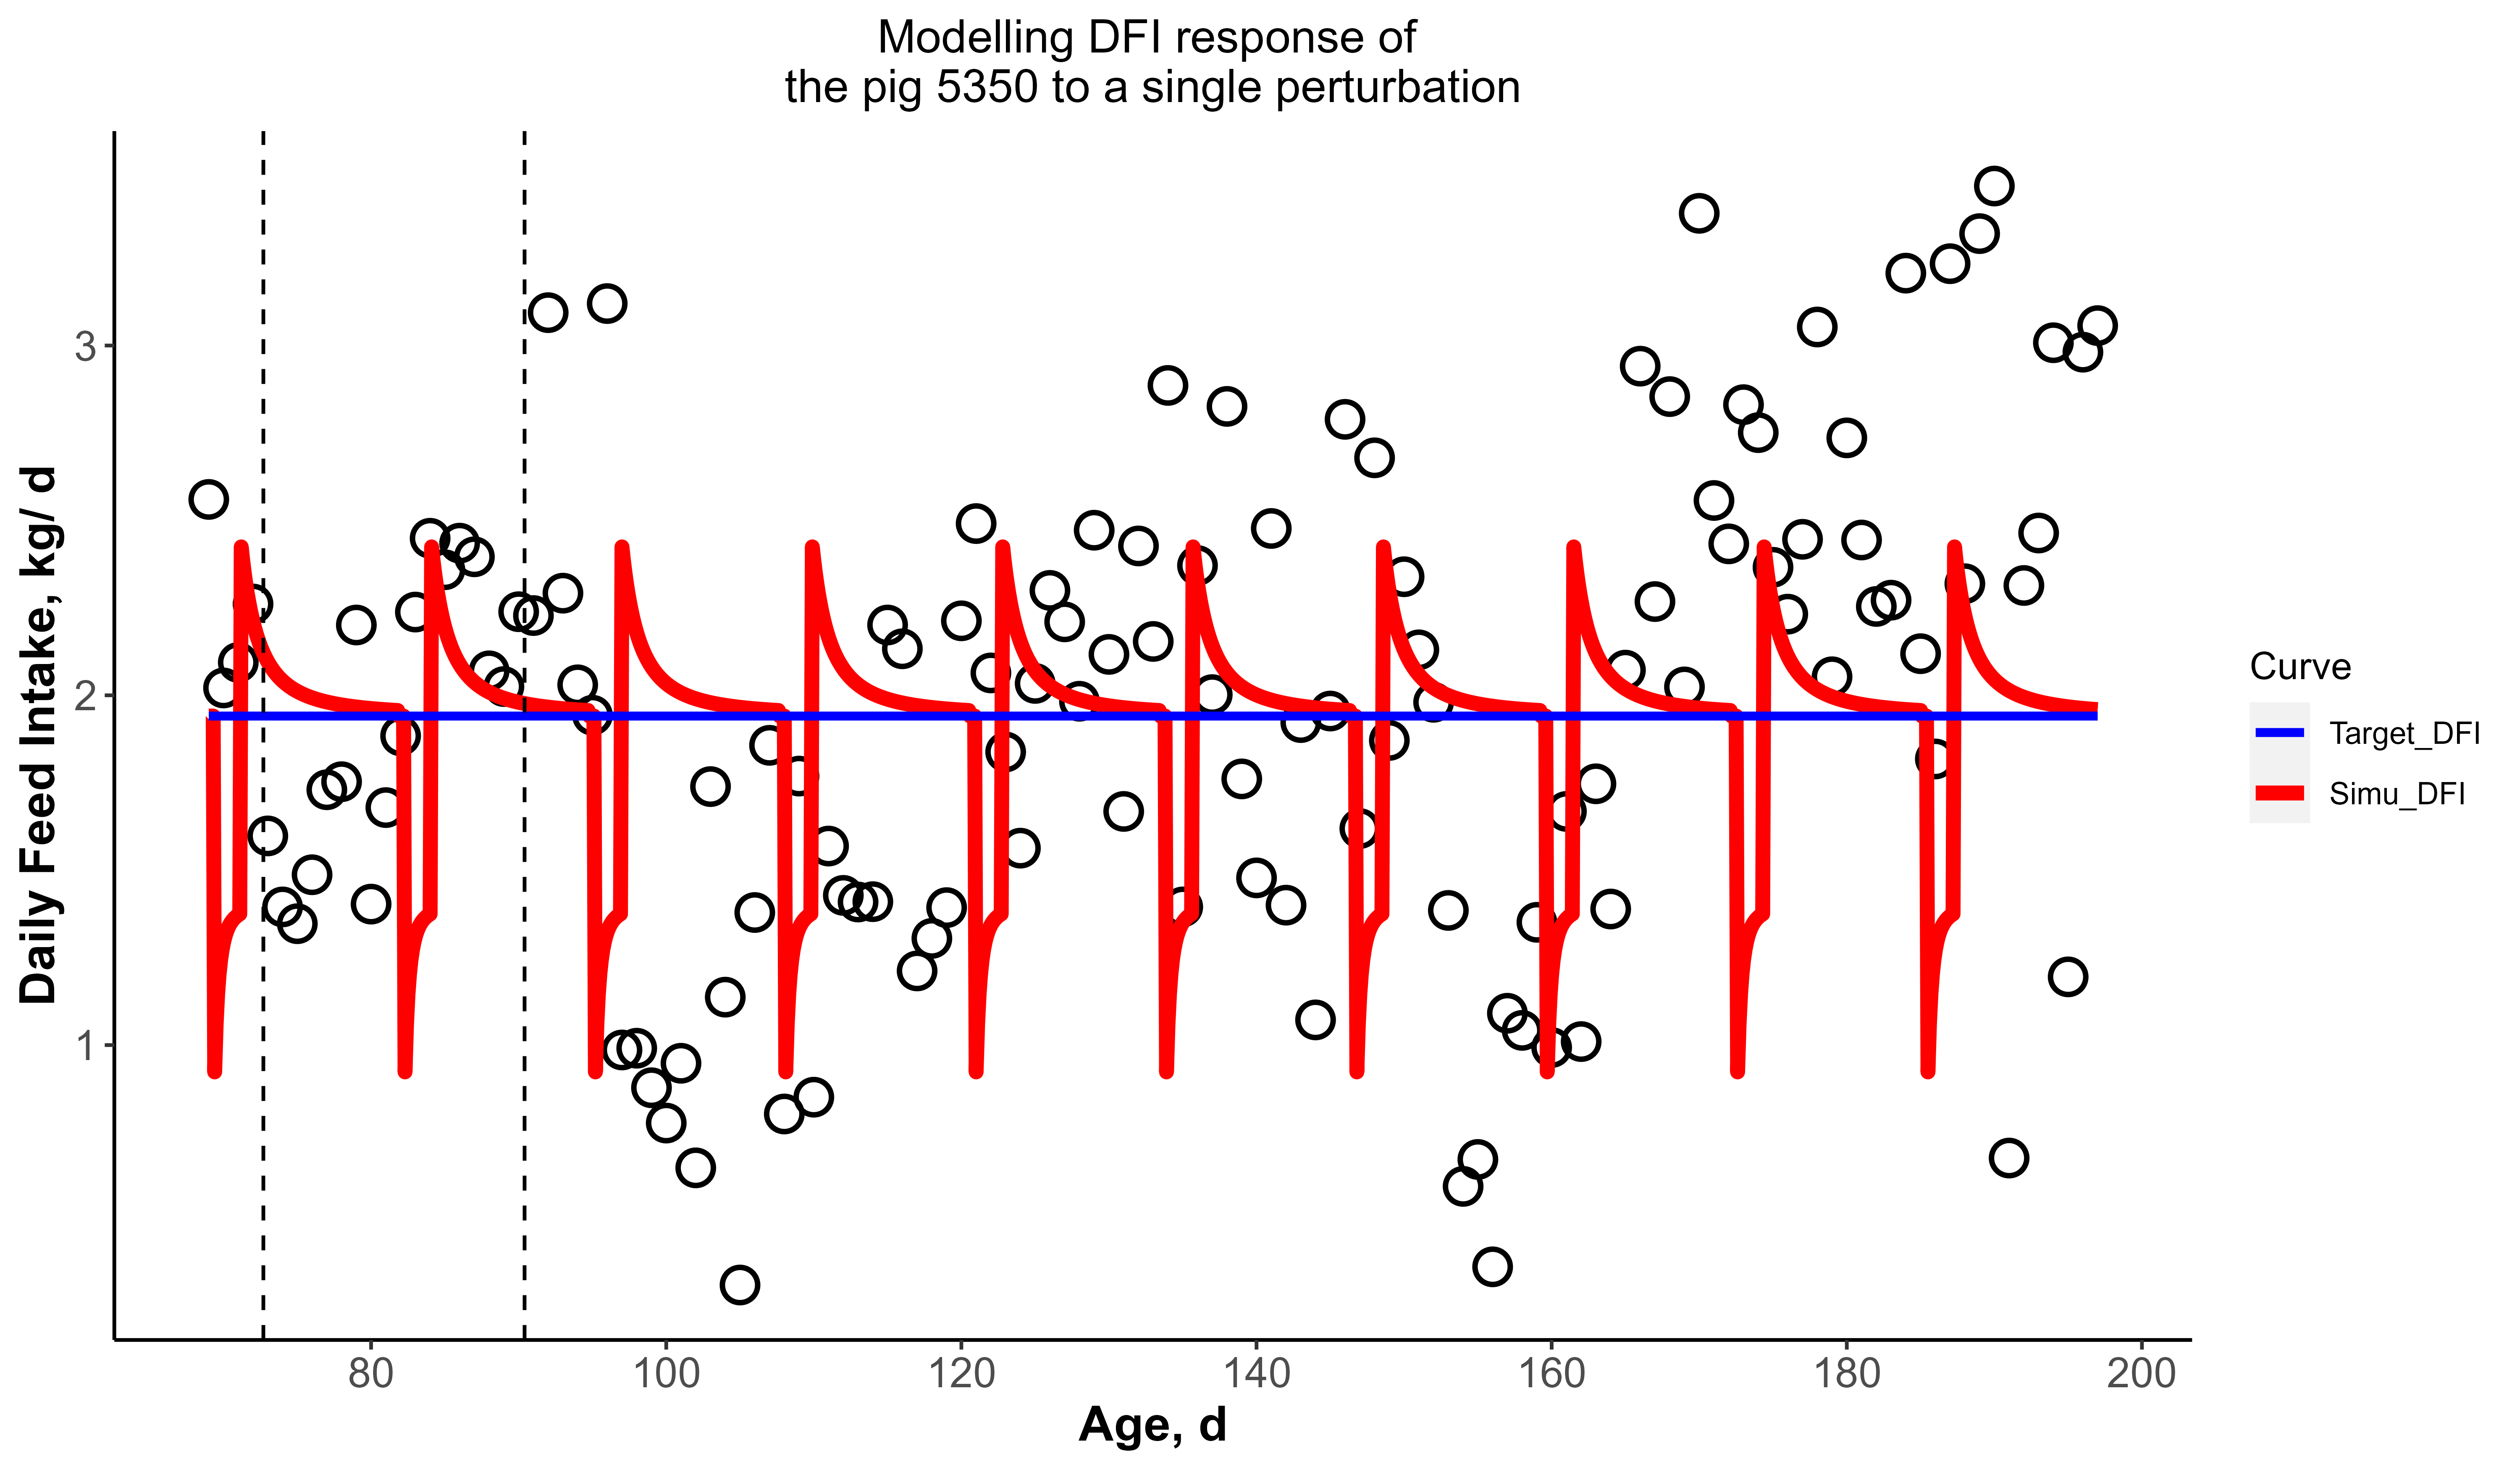 Modelling DFI response of
the pig 5350 to a single perturbation
Daily Feed Intake, kg/ d
3
2
1
80 100 120 140 160 180 200
Age, d
Curve
Target_DFI
Simu_DFI